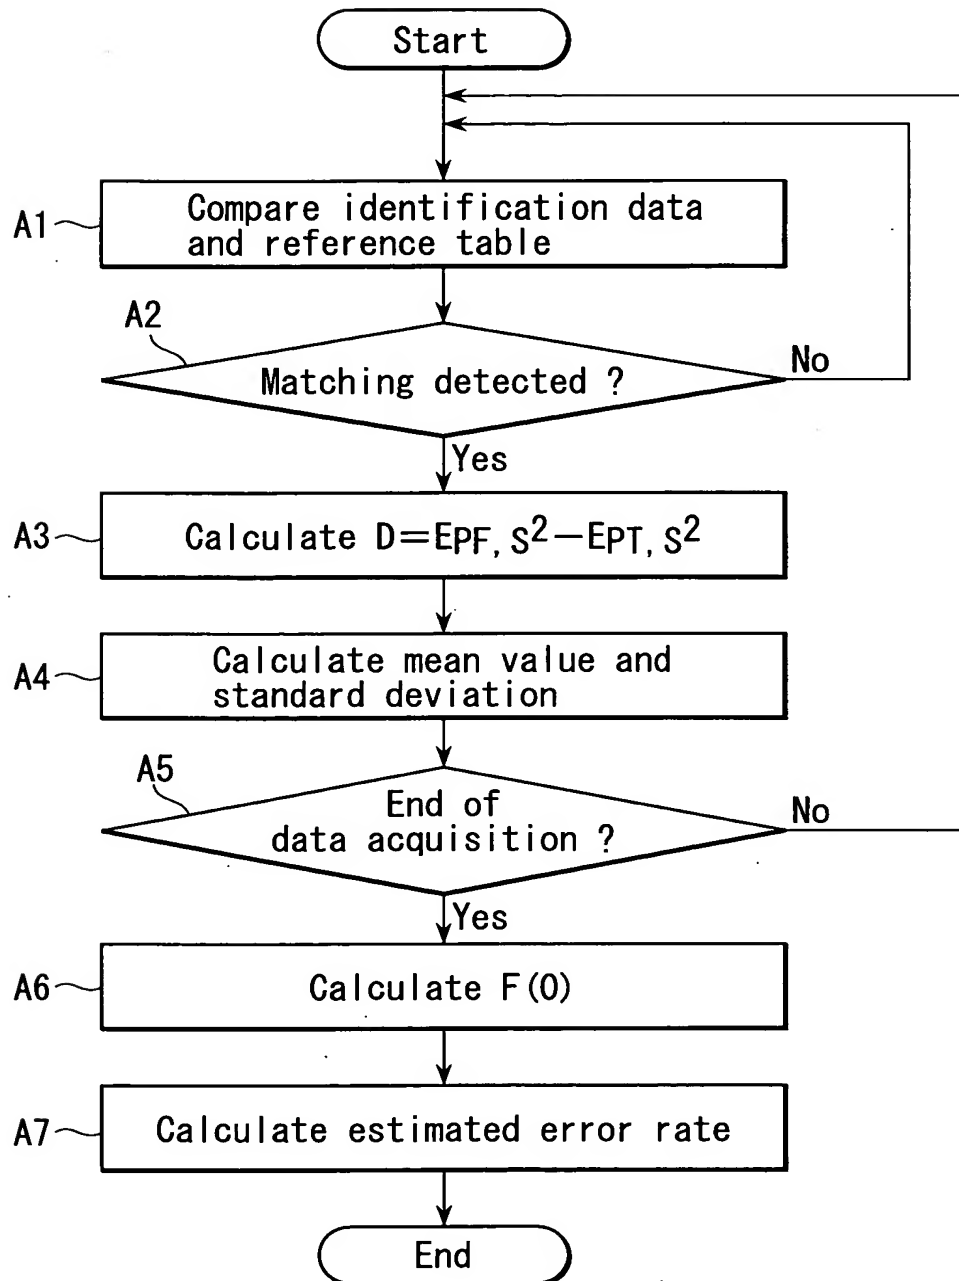 Start
A1
Compare identification data
and reference table
A2
Matching detected ?
No
Yes
A3
Calculate D=EPF, S²−EPT, S²
A4
Calculate mean value and
standard deviation
A5
End of
data acquisition ?
No
Yes
A6
Calculate F(0)
A7
Calculate estimated error rate
End